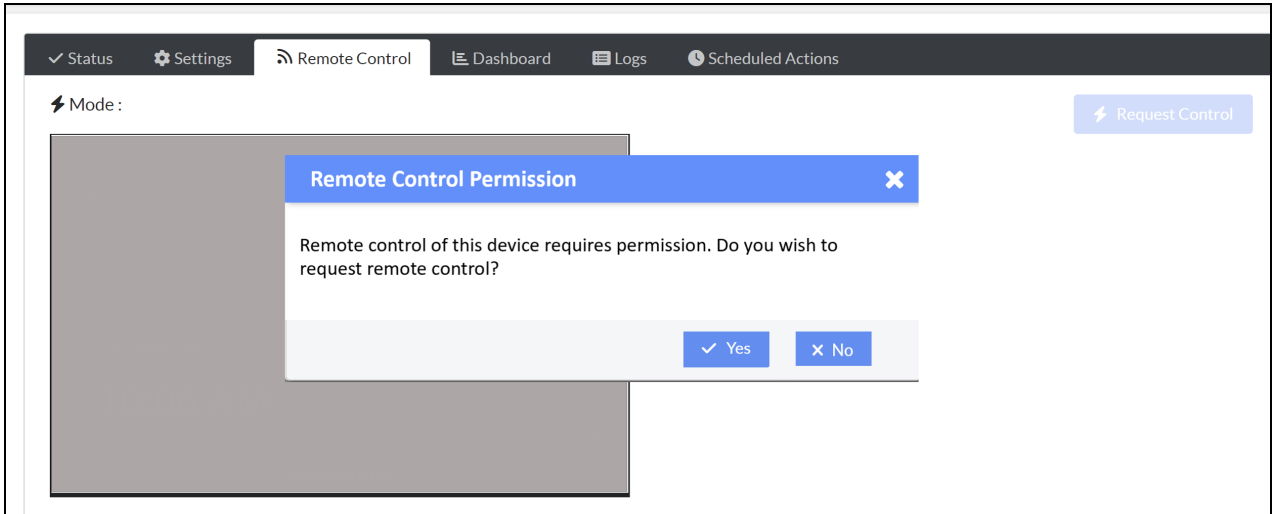 Status Settings Remote Control Dashboard Logs Scheduled Actions
Mode :
Request Control
Remote Control Permission
Remote control of this device requires permission. Do you wish to
request remote control?
Yes No